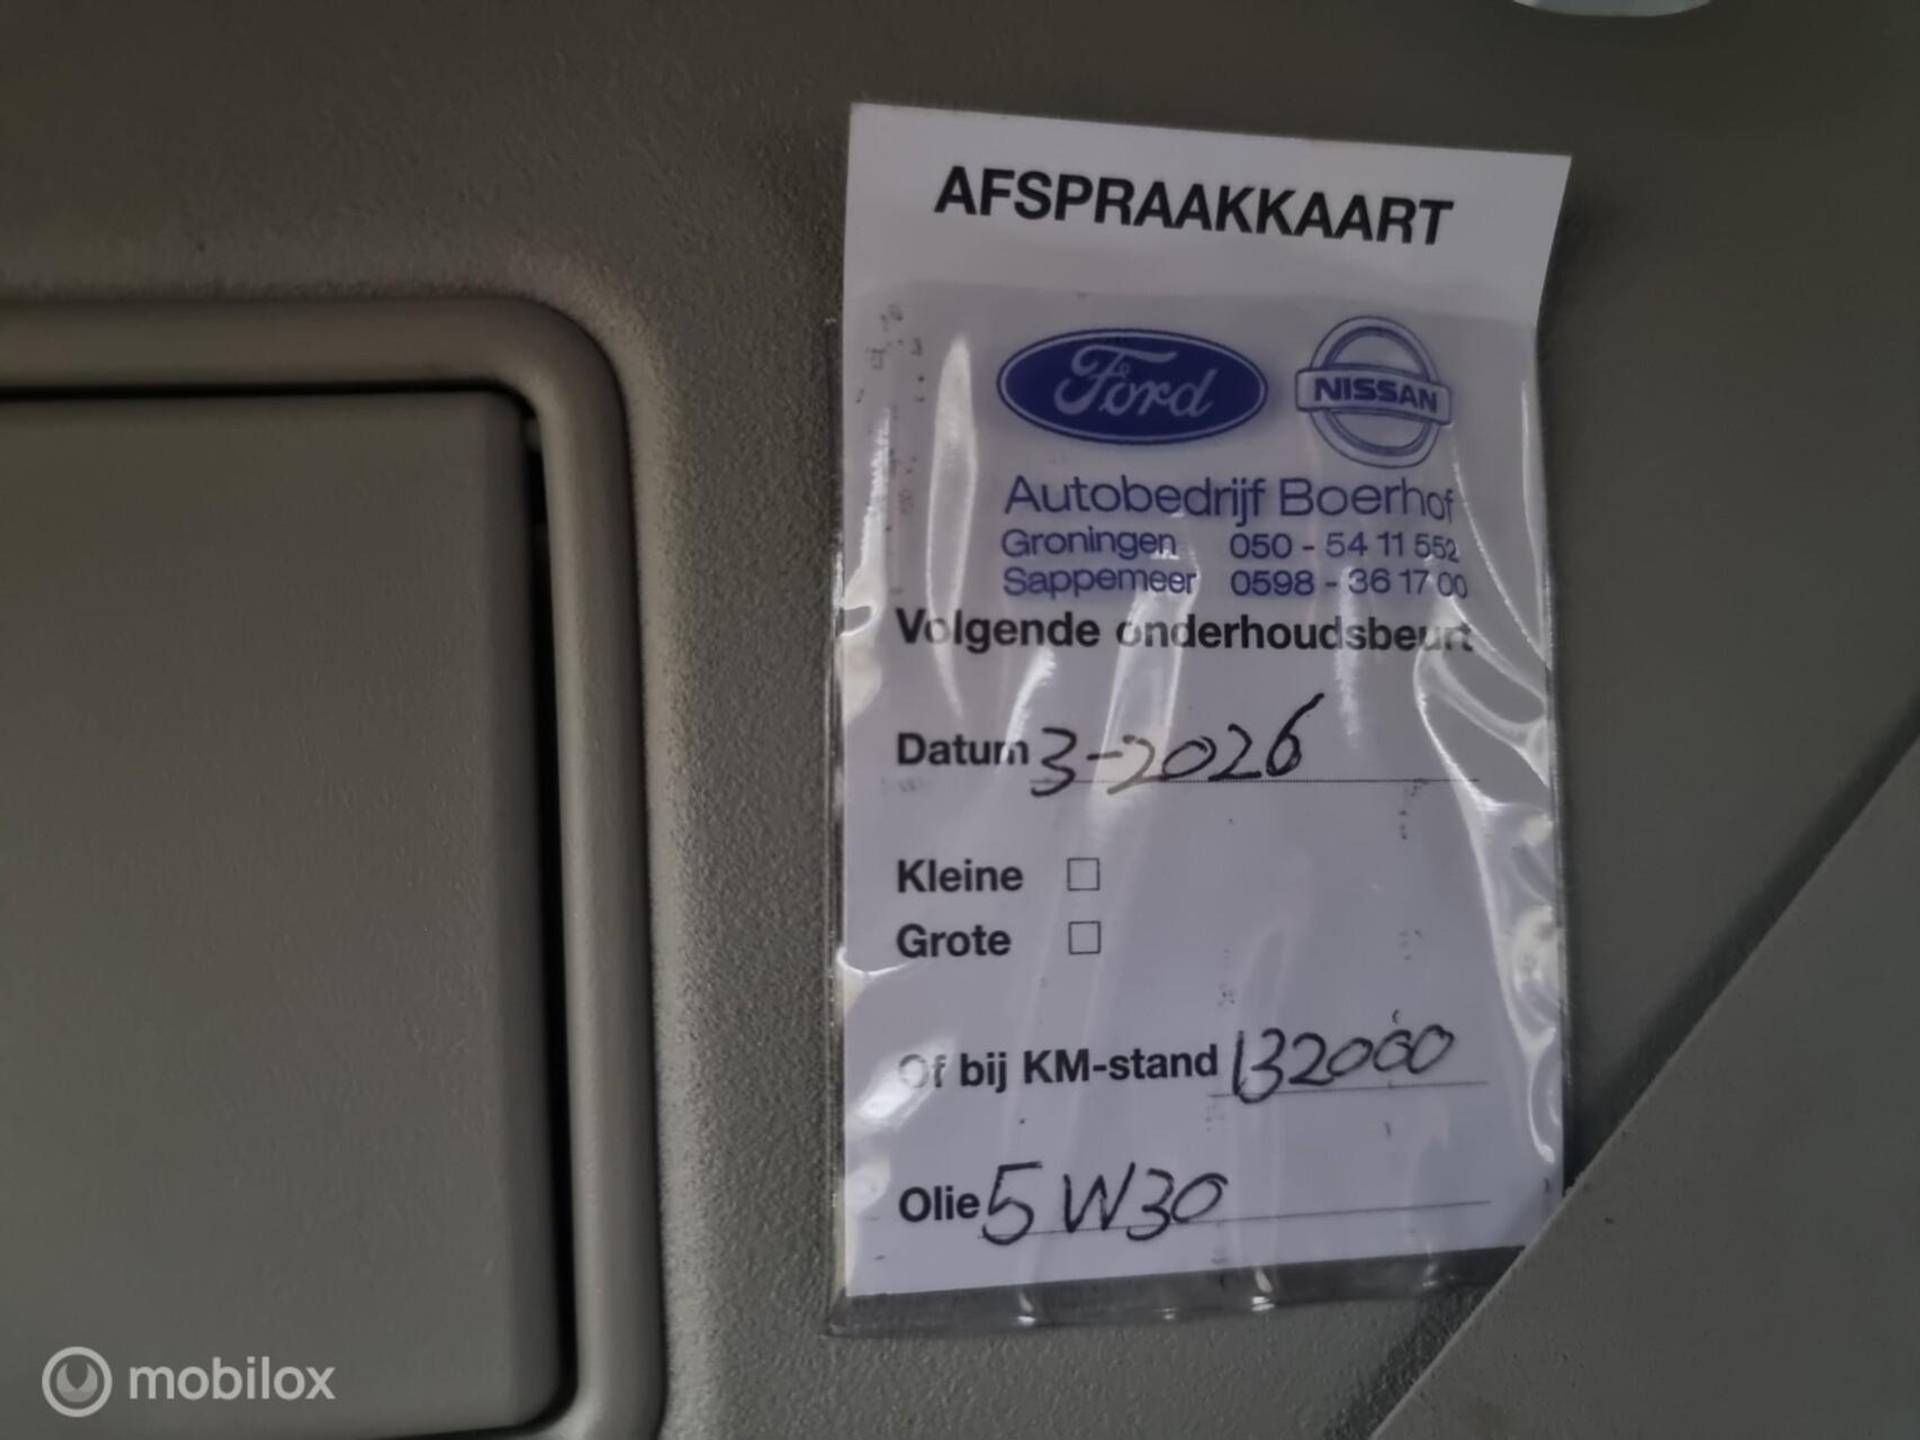 AFSPRAAKKAART
Ford NISSAN
Autobedrijf Boerhof
Groningen 050 - 54 11 552
Sappemeer 0598 - 36 17 00
Volgende onderhoudsbeurt
Datum 3-2026
Kleine
Grote
Of bij KM-stand 132000
Olie 5W30
mobilox